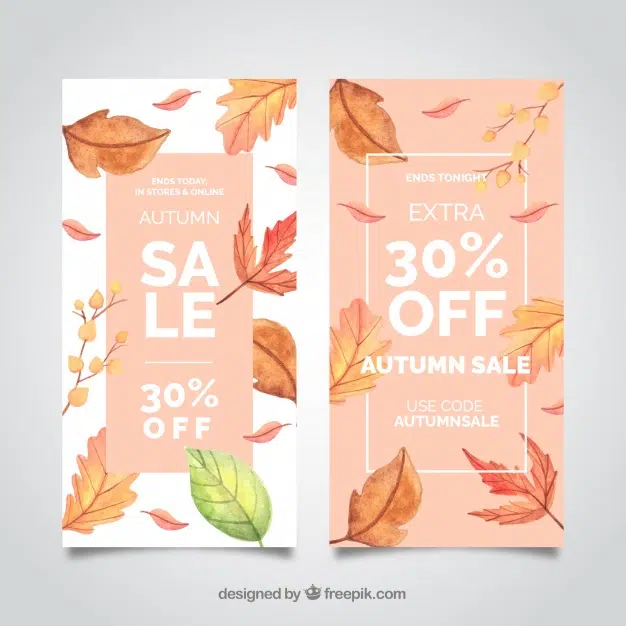 ENDS TODAY,
IN STORES & ONLINE
AUTUMN
SA
LE
30%
OFF
ENDS TONIGHT
EXTRA
30%
OFF
AUTUMN SALE
USE CODE
AUTUMNSALE
designed by freepik.com